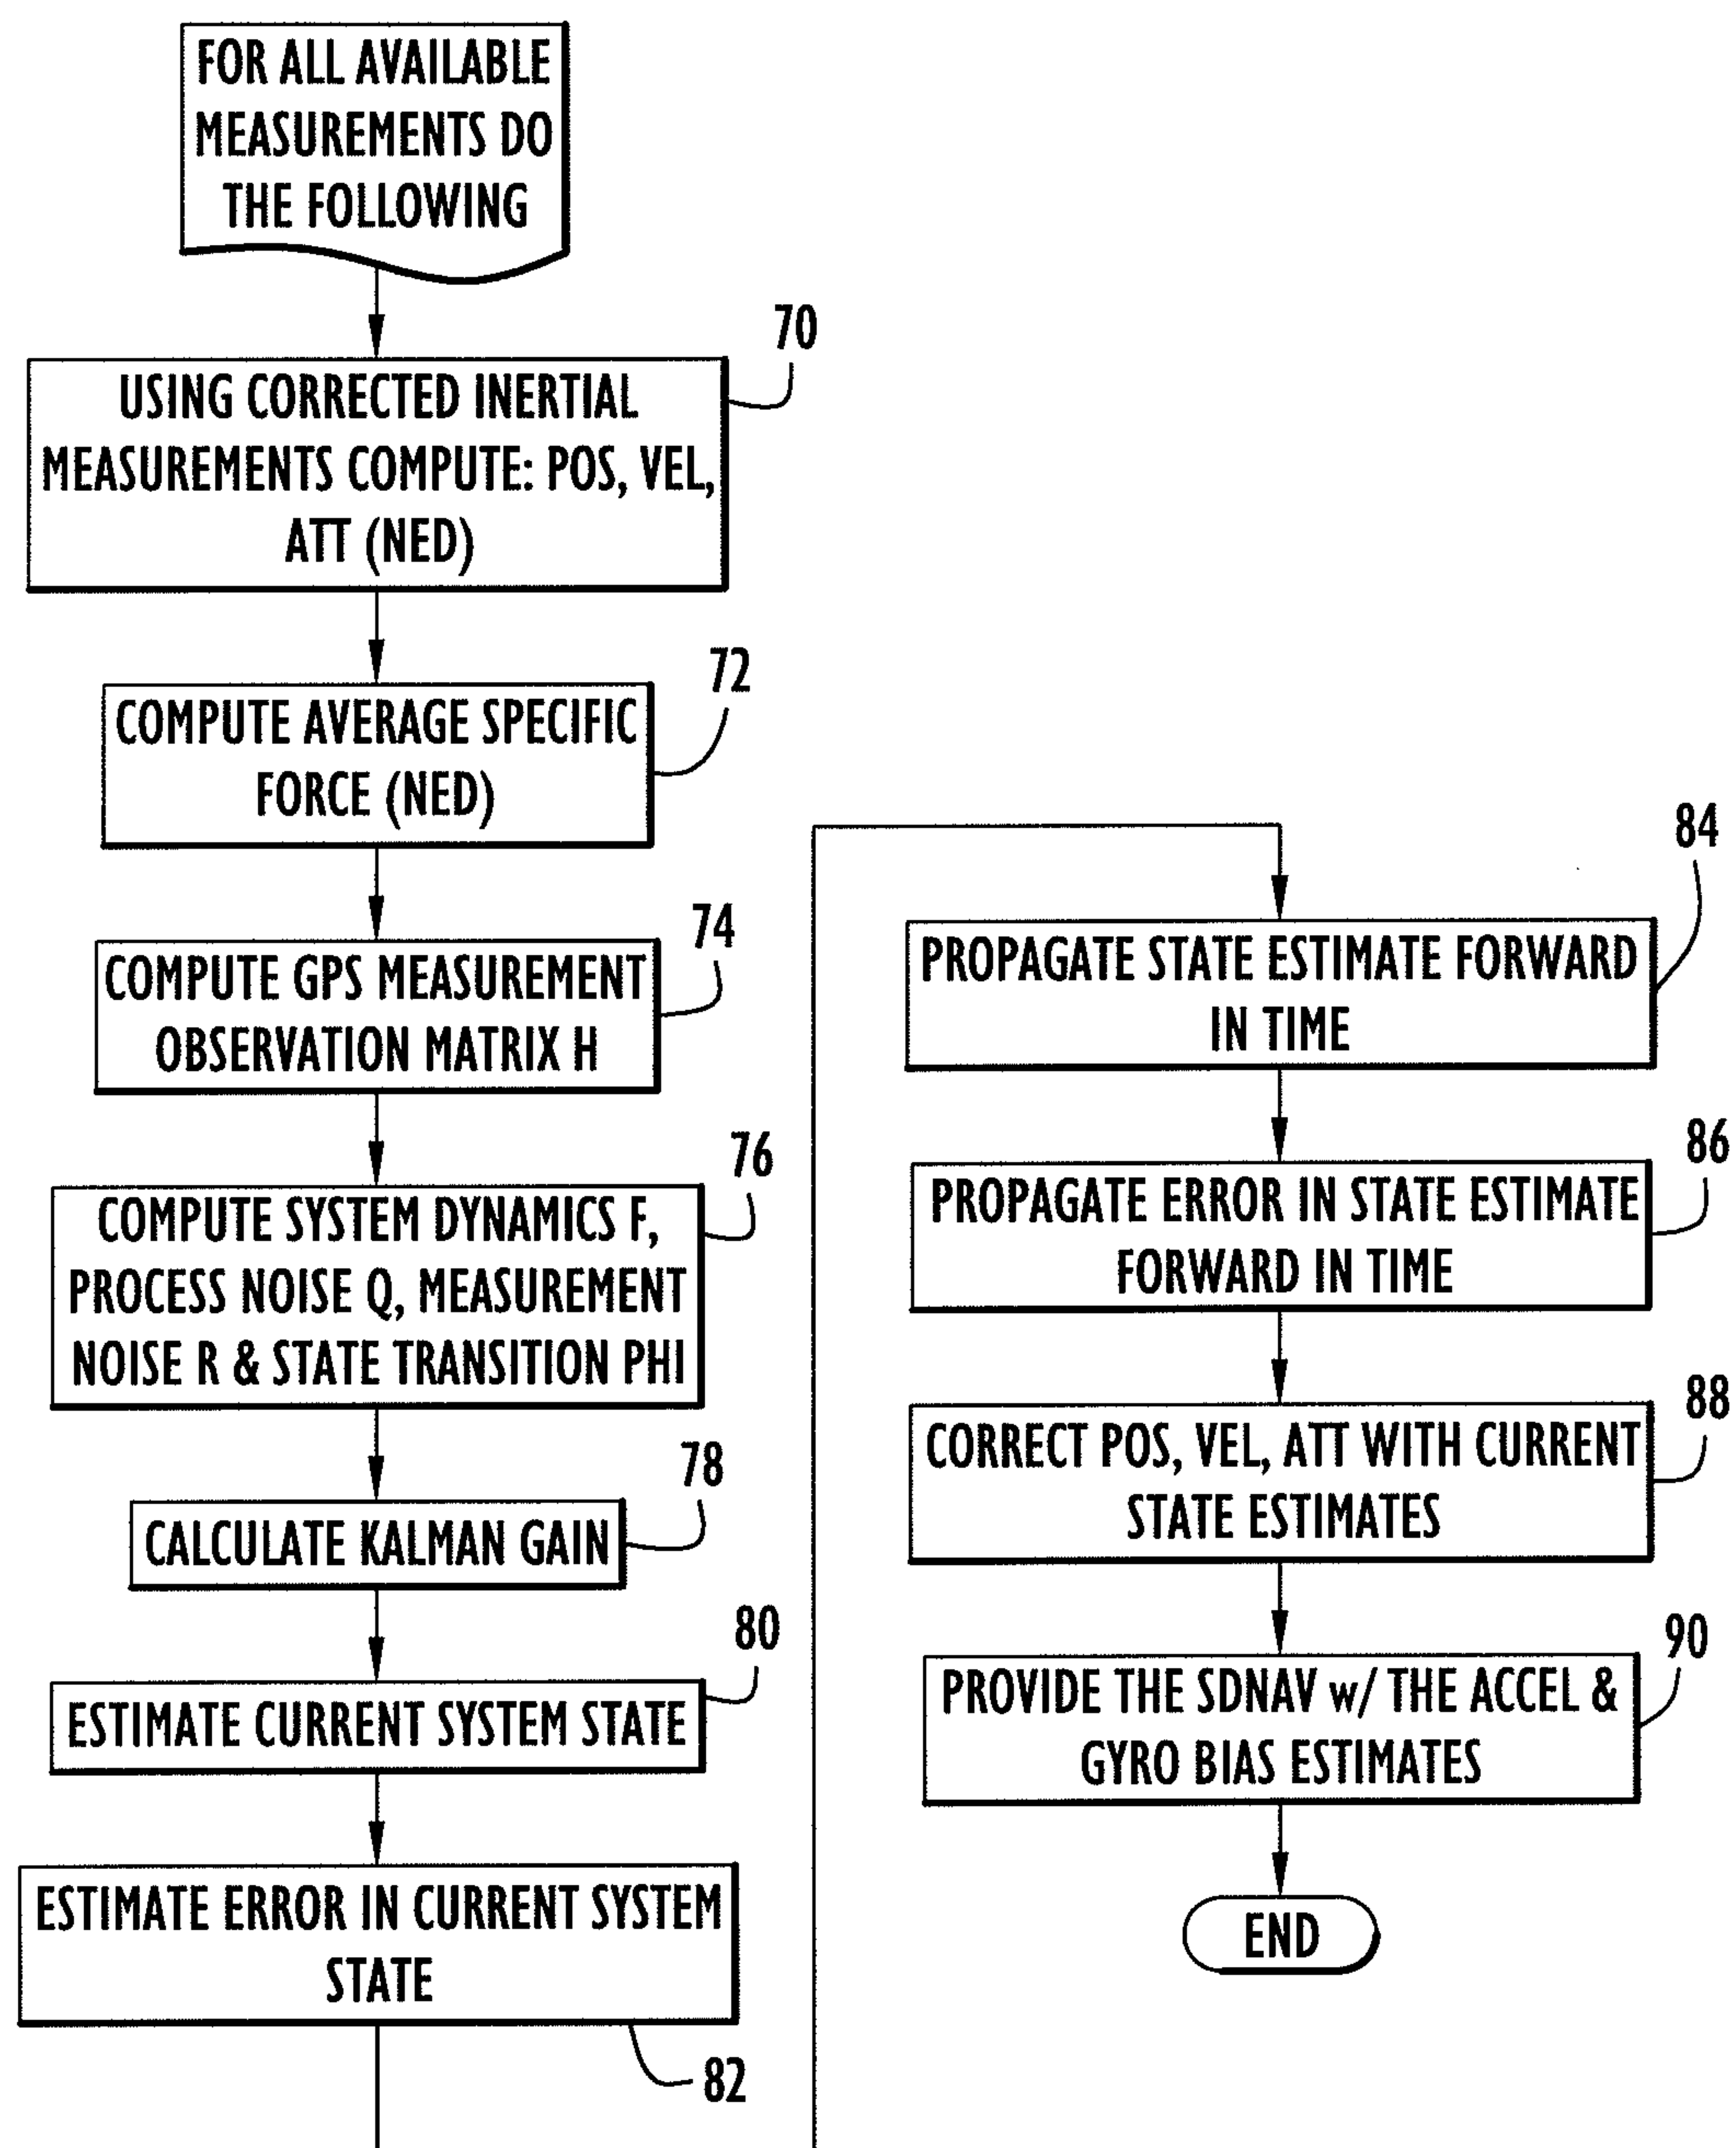 FOR ALL AVAILABLE
MEASUREMENTS DO
THE FOLLOWING
70
USING CORRECTED INERTIAL
MEASUREMENTS COMPUTE: POS, VEL,
ATT (NED)
72
COMPUTE AVERAGE SPECIFIC
FORCE (NED)
74
COMPUTE GPS MEASUREMENT
OBSERVATION MATRIX H
76
COMPUTE SYSTEM DYNAMICS F,
PROCESS NOISE Q, MEASUREMENT
NOISE R & STATE TRANSITION PHI
78
CALCULATE KALMAN GAIN
80
ESTIMATE CURRENT SYSTEM STATE
ESTIMATE ERROR IN CURRENT SYSTEM
STATE
82
84
PROPAGATE STATE ESTIMATE FORWARD
IN TIME
86
PROPAGATE ERROR IN STATE ESTIMATE
FORWARD IN TIME
88
CORRECT POS, VEL, ATT WITH CURRENT
STATE ESTIMATES
90
PROVIDE THE SDNAV w/ THE ACCEL &
GYRO BIAS ESTIMATES
END